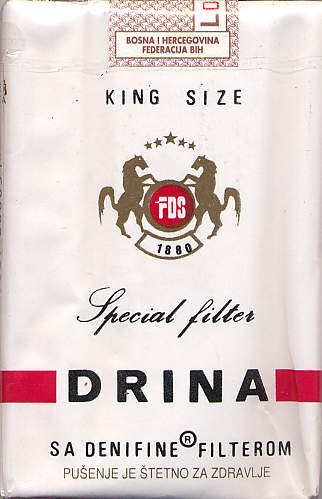 BOSNA I HERCEGOVINA
FEDERACIJA BIH
KING SIZE
FDS
1880
Special filter
DRINA
SA DENIFINE® FILTEROM
PUŠENJE JE ŠTETNO ZA ZDRAVLJE